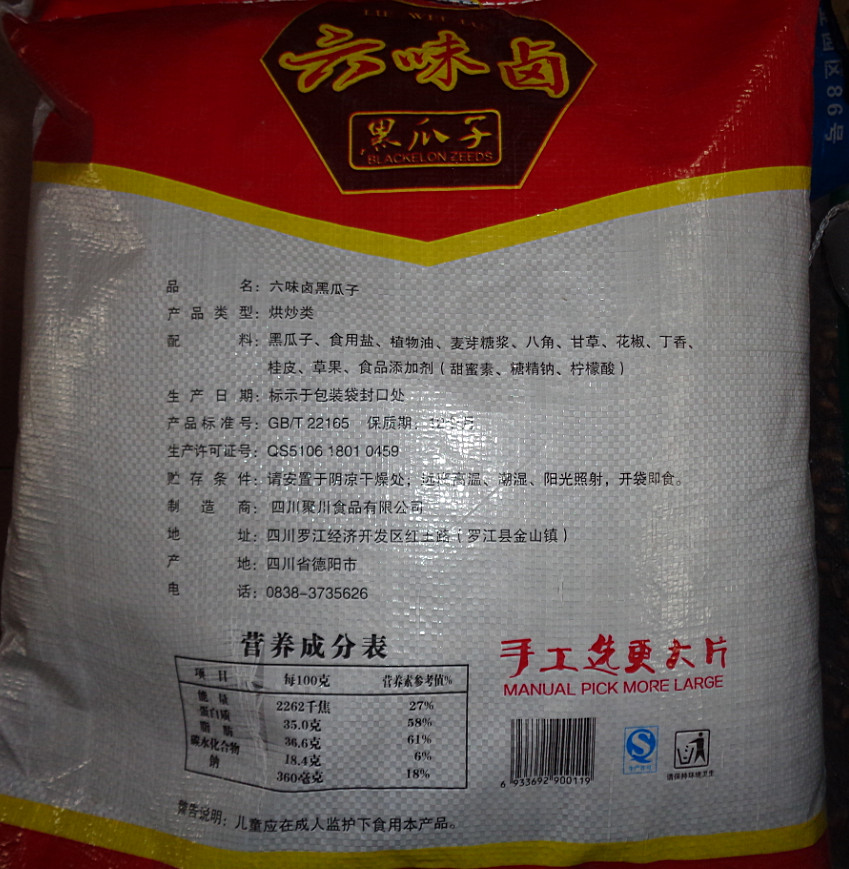 六味卤
黑瓜子
BLACKELON ZEEDS
区86号
品名：六味卤黑瓜子
产品类型：烘炒类
配料：黑瓜子、食用盐、植物油、麦芽糖浆、八角、甘草、花椒、丁香、
桂皮、草果、食品添加剂（甜蜜素、糖精钠、柠檬酸）
生产日期：标示于包装袋封口处
产品标准号：GB/T 22165 保质期：
生产许可证号：QS5106 1801 0459
贮存条件：请安置于阴凉干燥处，远离高温、潮湿、阳光照射，开袋即食。
制造商：四川聚川食品有限公司
地址：四川罗江经济开发区红玉路（罗江县金山镇）
产地：四川省德阳市
电话：0838-3735626
营养成分表
项目 每100克 营养素参考值%
能量 2262千焦 27%
蛋白质 35.0克 58%
脂肪 36.6克 61%
碳水化合物 18.4克 6%
钠 360毫克 18%
警告说明：儿童应在成人监护下食用本产品。
手工选更大片
MANUAL PICK MORE LARGE
6 933692 900119